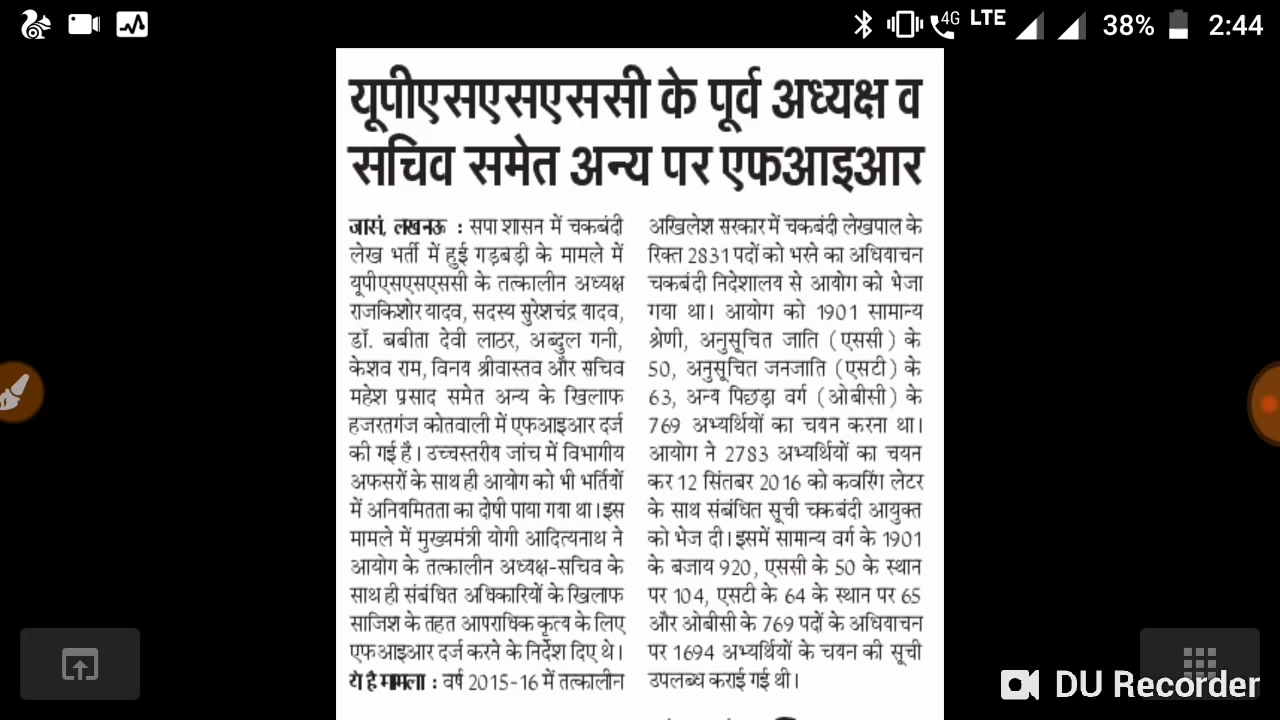 4G LTE 38% 2:44
यूपीएसएसएससी के पूर्व अध्यक्ष व
सचिव समेत अन्य पर एफआइआर
जासं, लखनऊ : सपा शासन में चकबंदी
लेख भर्ती में हुई गड़बड़ी के मामले में
यूपीएसएसएससी के तत्कालीन अध्यक्ष
राजकिशोर यादव, सदस्य सुरेशचंद्र यादव,
डॉ. बबीता देवी लाठर, अब्दुल गनी,
केशव राम, विनय श्रीवास्तव और सचिव
महेश प्रसाद समेत अन्य के खिलाफ
हजरतगंज कोतवाली में एफआइआर दर्ज
की गई है। उच्चस्तरीय जांच में विभागीय
अफसरों के साथ ही आयोग को भी भर्तियों
में अनियमितता का दोषी पाया गया था। इस
मामले में मुख्यमंत्री योगी आदित्यनाथ ने
आयोग के तत्कालीन अध्यक्ष-सचिव के
साथ ही संबंधित अधिकारियों के खिलाफ
साजिश के तहत आपराधिक कृत्य के लिए
एफआइआर दर्ज करने के निर्देश दिए थे।
ये है मामला : वर्ष 2015-16 में तत्कालीन
अखिलेश सरकार में चकबंदी लेखपाल के
रिक्त 2831 पदों को भरने का अधियाचन
चकबंदी निदेशालय से आयोग को भेजा
गया था। आयोग को 1901 सामान्य
श्रेणी, अनुसूचित जाति (एससी) के
50, अनुसूचित जनजाति (एसटी) के
63, अन्य पिछड़ा वर्ग (ओबीसी) के
769 अभ्यर्थियों का चयन करना था।
आयोग ने 2783 अभ्यर्थियों का चयन
कर 12 सिंतबर 2016 को कवरिंग लेटर
के साथ संबंधित सूची चकबंदी आयुक्त
को भेज दी। इसमें सामान्य वर्ग के 1901
के बजाय 920, एससी के 50 के स्थान
पर 104, एसटी के 64 के स्थान पर 65
और ओबीसी के 769 पदों के अधियाचन
पर 1694 अभ्यर्थियों के चयन की सूची
उपलब्ध कराई गई थी।
DU Recorder